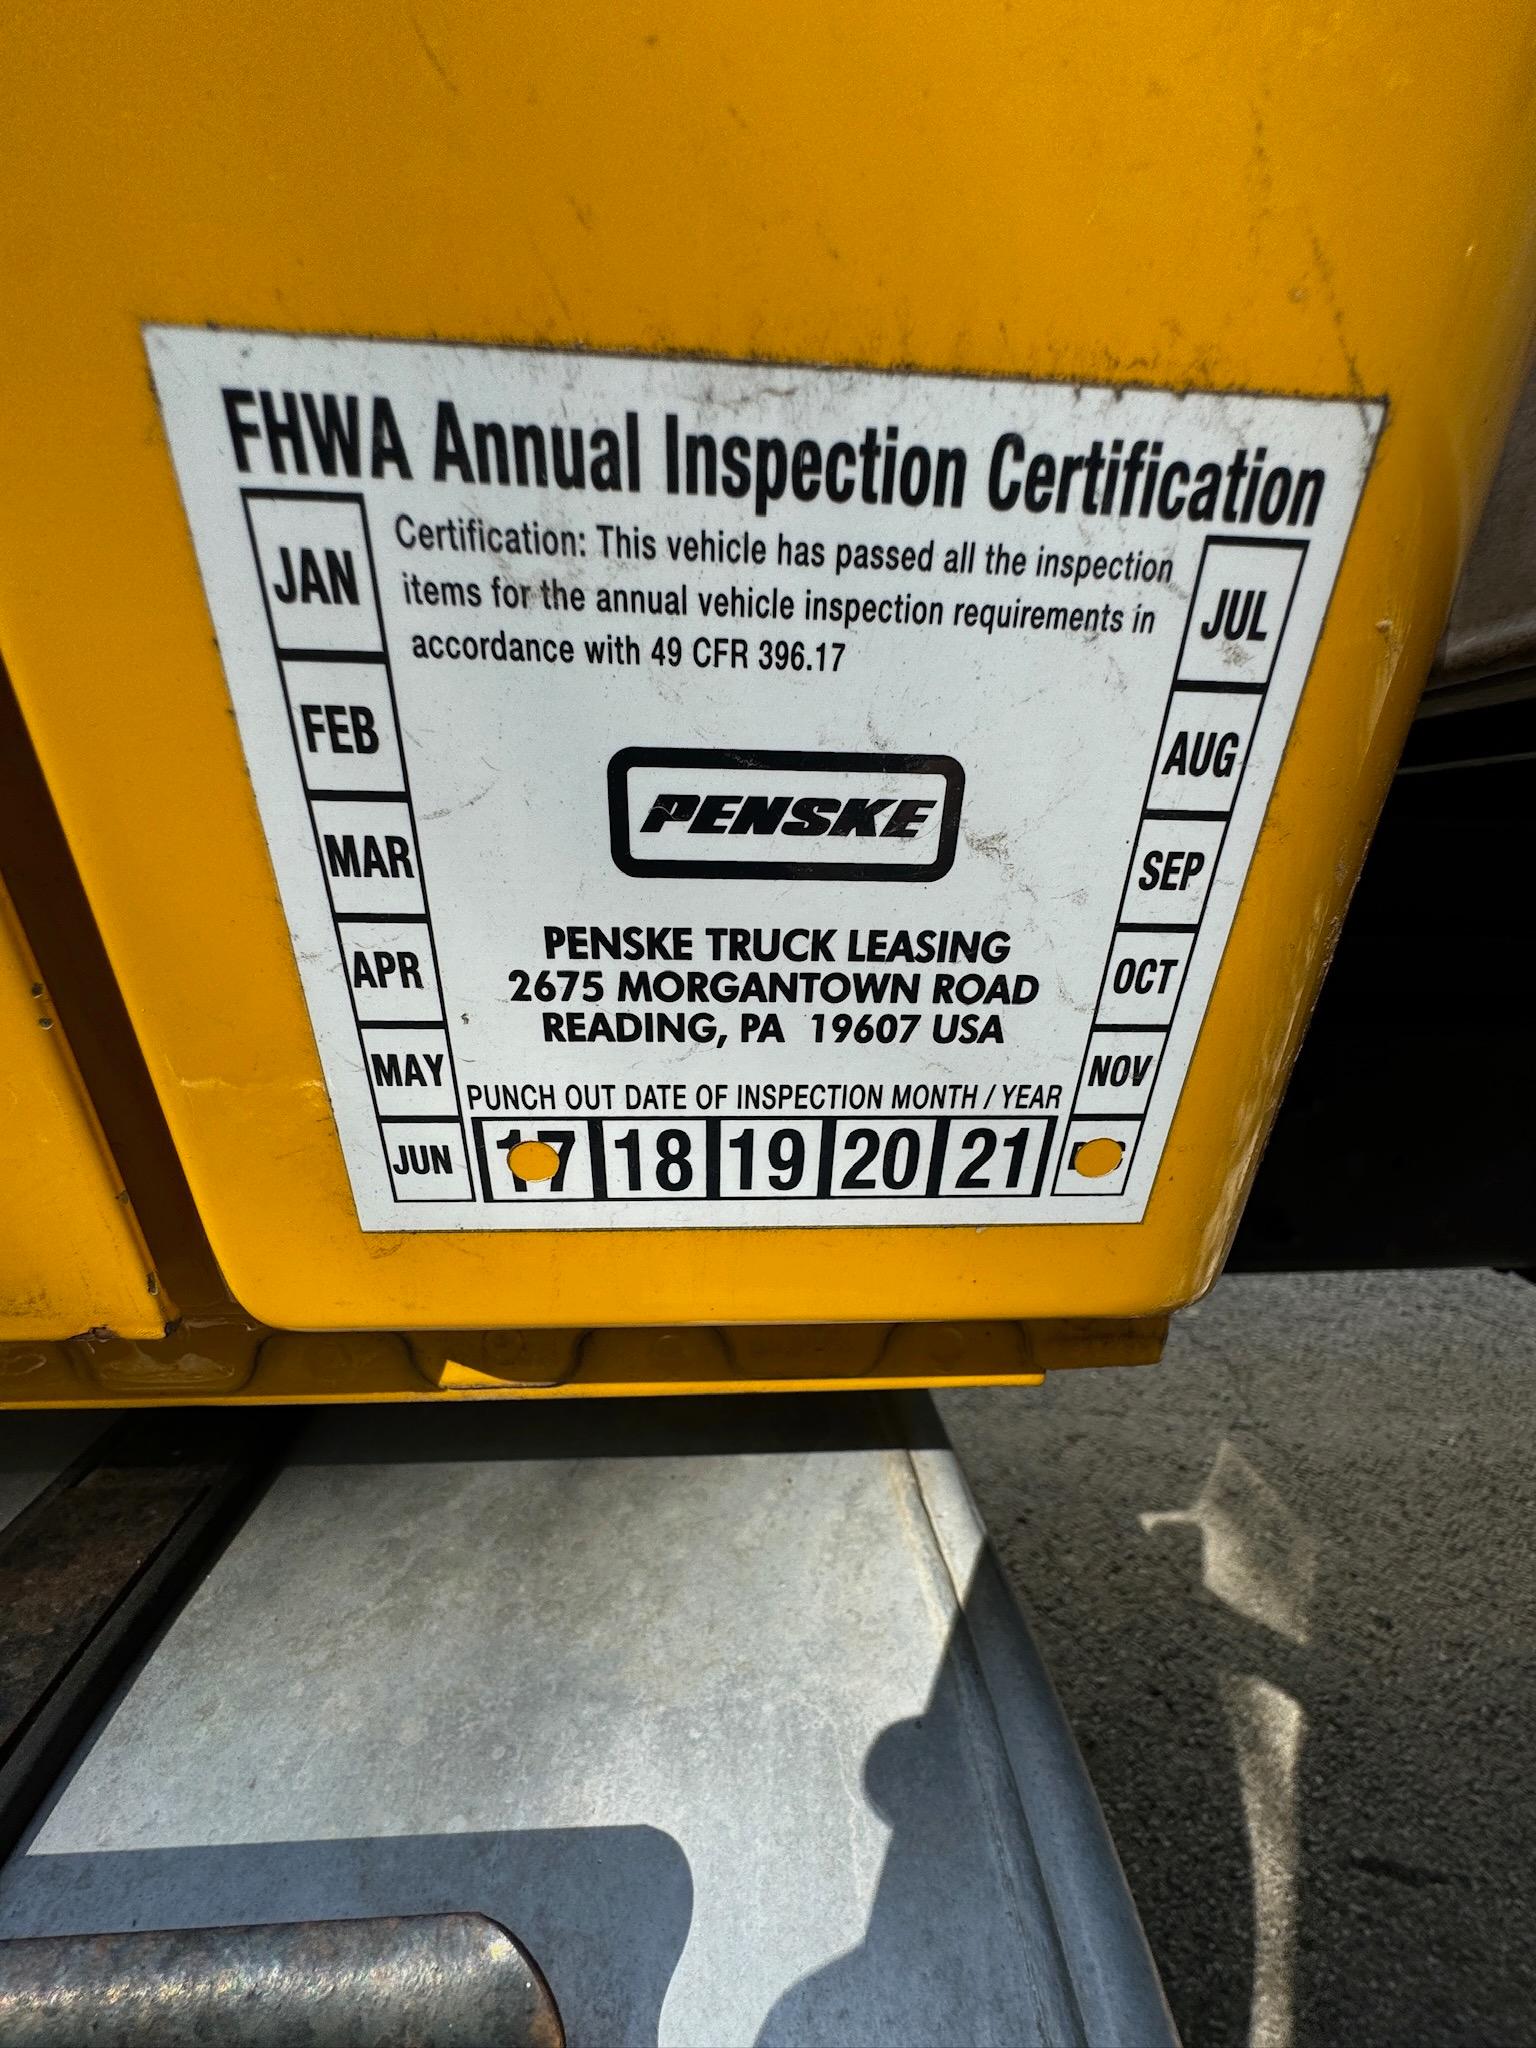 FHWA Annual Inspection Certification
Certification: This vehicle has passed all the inspection
items for the annual vehicle inspection requirements in
accordance with 49 CFR 396.17
JAN
FEB
MAR
APR
MAY
JUN
PENSKE
PENSKE TRUCK LEASING
2675 MORGANTOWN ROAD
READING, PA 19607 USA
PUNCH OUT DATE OF INSPECTION MONTH / YEAR
17 18 19 20 21
JUL
AUG
SEP
OCT
NOV
DEC